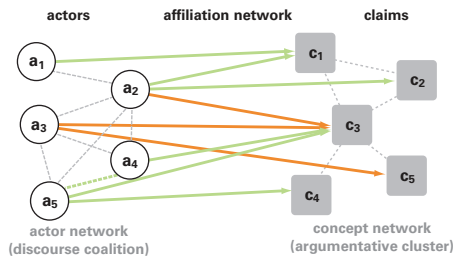 actors affiliation network claims
a1
c1
a2
c2
a3
c3
a4
c5
a5
c4
actor network
(discourse coalition)
concept network
(argumentative cluster)